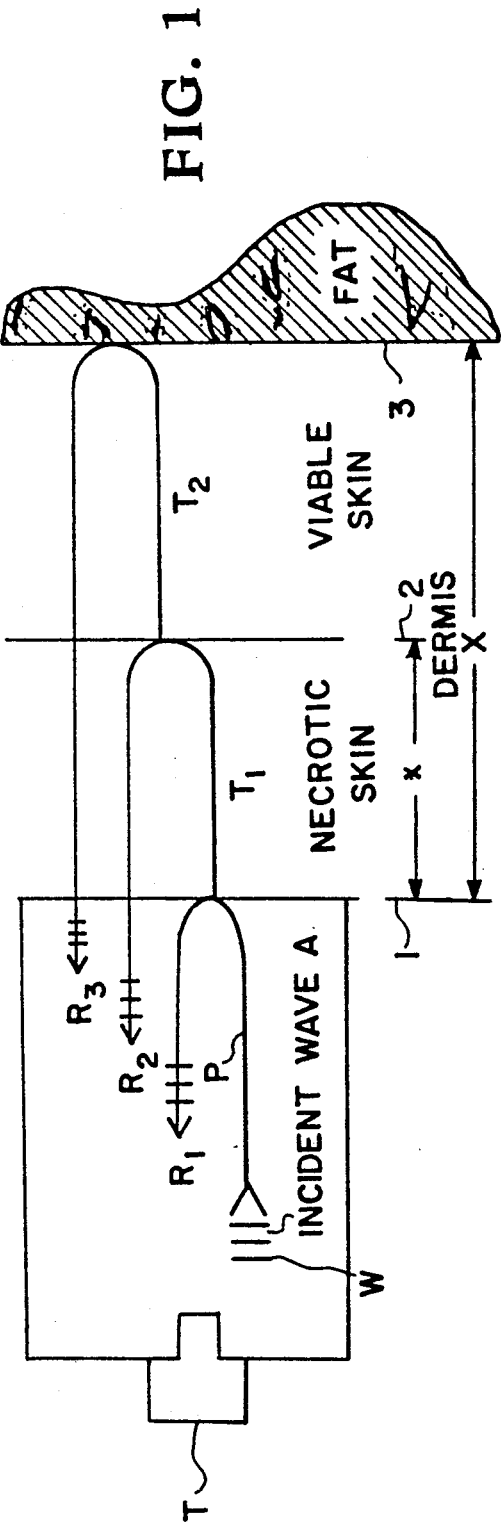 FIG. 1
FAT
3
T2
VIABLE
SKIN
2
DERMIS
X
T1
NECROTIC
SKIN
x
1
R3
R2
R1
P
INCIDENT WAVE A
W
T